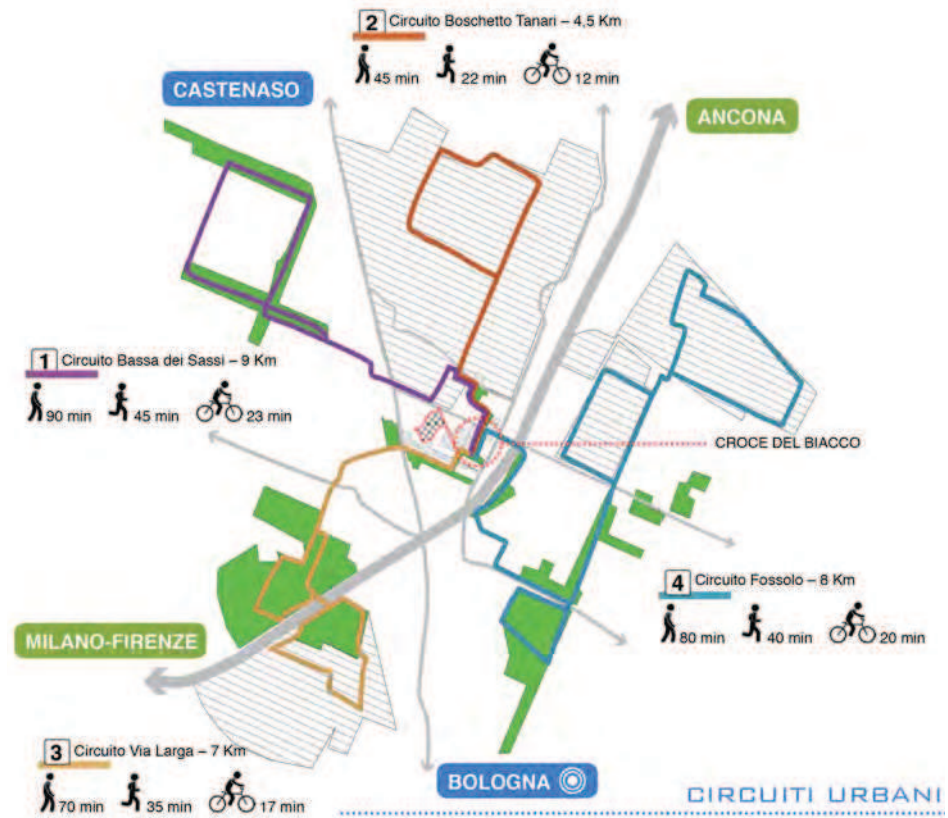 2 Circuito Boschetto Tanari – 4,5 Km
45 min 22 min 12 min
CASTENASO
ANCONA
1 Circuito Bassa dei Sassi – 9 Km
90 min 45 min 23 min
CROCE DEL BIACCO
4 Circuito Fossolo – 8 Km
80 min 40 min 20 min
MILANO-FIRENZE
3 Circuito Via Larga – 7 Km
70 min 35 min 17 min
BOLOGNA
CIRCUITI URBANI